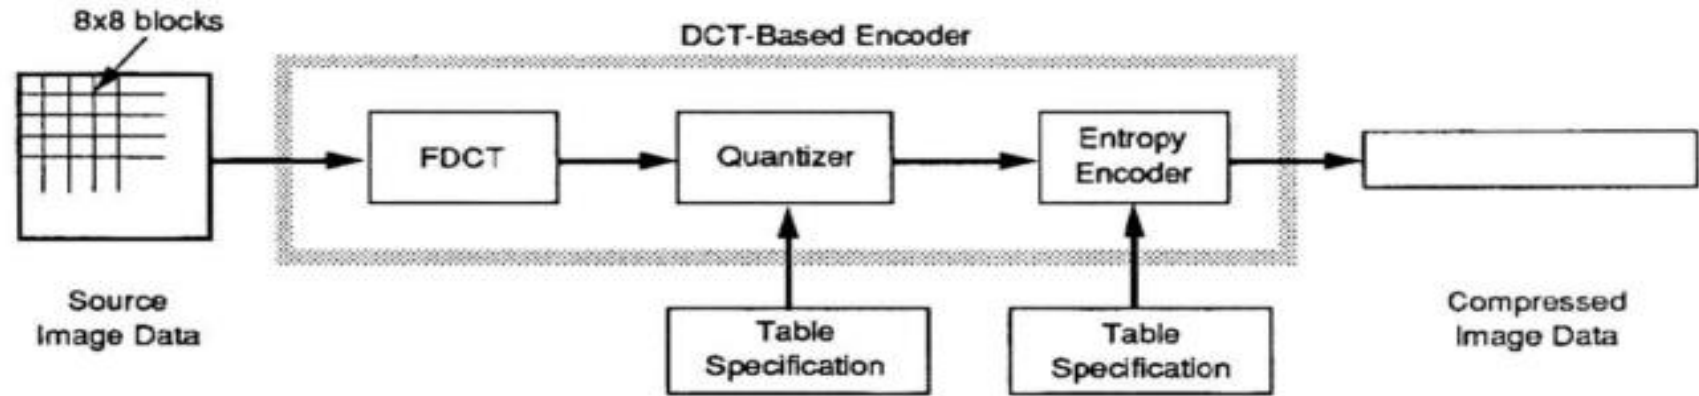 8x8 blocks
DCT-Based Encoder
FDCT
Quantizer
Entropy
Encoder
Source
Image Data
Table
Specification
Table
Specification
Compressed
Image Data